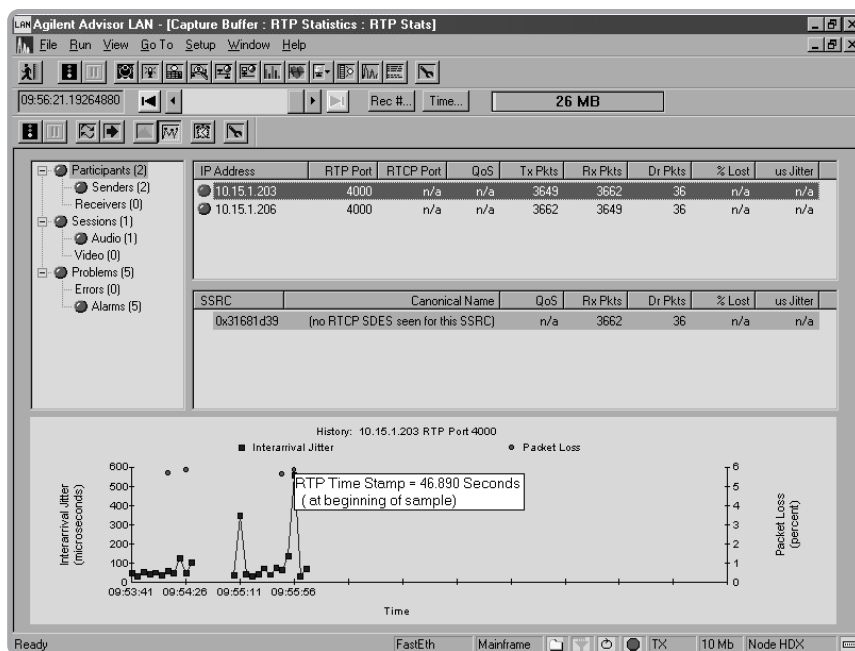 LAN Agilent Advisor LAN - [Capture Buffer : RTP Statistics : RTP Stats]
File Run View Go To Setup Window Help
09:56:21.19264880 Rec #... Time... 26 MB
Participants (2)
Senders (2)
Receivers (0)
Sessions (1)
Audio (1)
Video (0)
Problems (5)
Errors (0)
Alarms (5)
IP Address RTP Port RTCP Port QoS Tx Pkts Rx Pkts Dr Pkts % Lost us Jitter
10.15.1.203 4000 n/a n/a 3649 3662 36 n/a n/a
10.15.1.206 4000 n/a n/a 3662 3649 36 n/a n/a
SSRC Canonical Name QoS Rx Pkts Dr Pkts % Lost us Jitter
0x31681d39 (no RTCP SDES seen for this SSRC) n/a 3662 36 n/a n/a
History: 10.15.1.203 RTP Port 4000
Interarrival Jitter Packet Loss
Interarrival Jitter
(microseconds)
600
500
400
300
200
100
0
RTP Time Stamp = 46.890 Seconds
( at beginning of sample)
6
5
4
3
2
1
0
Packet Loss
(percent)
09:53:41 09:54:26 09:55:11 09:55:56
Time
Ready FastEth Mainframe TX 10 Mb Node HDX